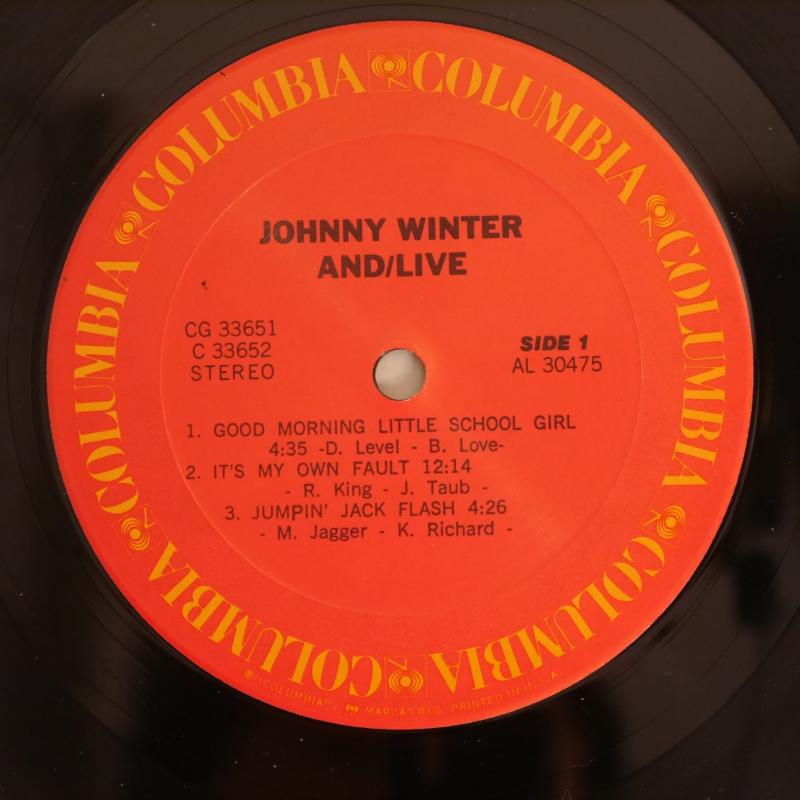 COLUMBIA COLUMBIA COLUMBIA COLUMBIA COLUMBIA COLUMBIA COLUMBIA COLUMBIA
JOHNNY WINTER
AND/LIVE
CG 33651
C 33652
STEREO
SIDE 1
AL 30475
1. GOOD MORNING LITTLE SCHOOL GIRL
4:35 -D. Level - B. Love-
2. IT'S MY OWN FAULT 12:14
- R. King - J. Taub -
3. JUMPIN' JACK FLASH 4:26
- M. Jagger - K. Richard -
®"COLUMBIA", MARCAS REG. PRINTED IN U.S.A.